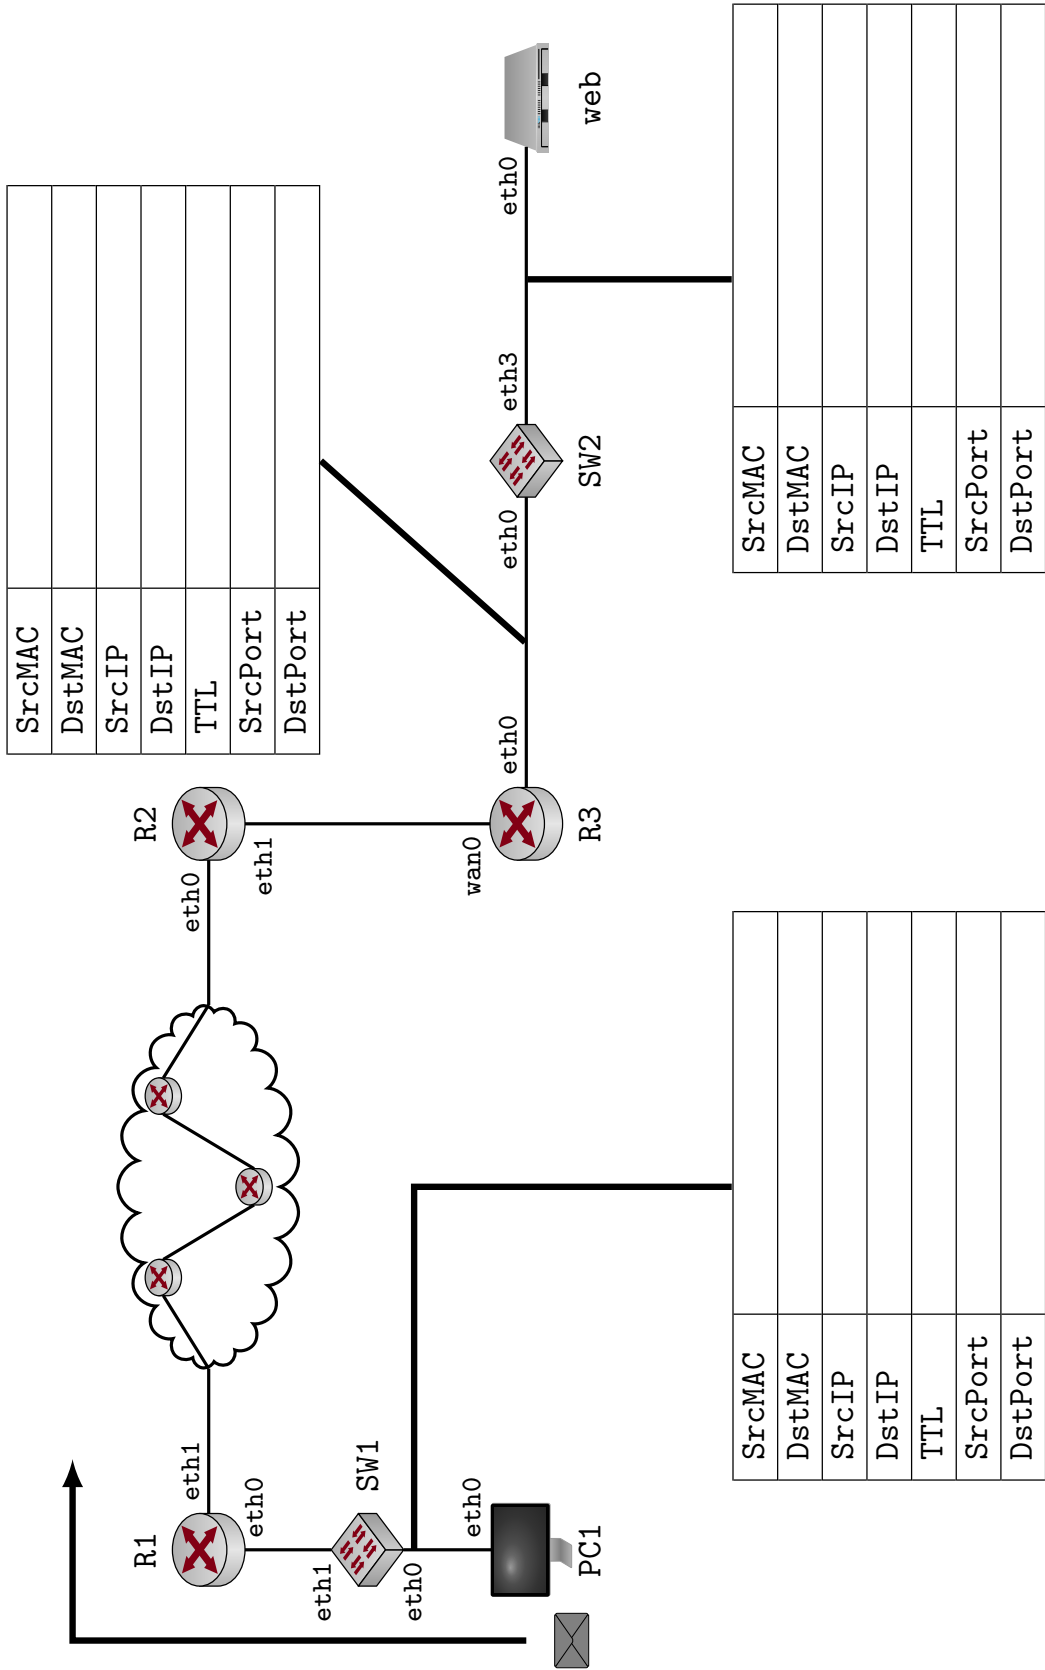 SrcMAC
DstMAC
SrcIP
DstIP
TTL
SrcPort
DstPort
R1
R2
eth1
eth0
eth0
eth1
eth1
SW1
eth0
eth0
wan0
eth0
eth0
eth3
eth0
PC1
R3
SW2
web
SrcMAC
DstMAC
SrcIP
DstIP
TTL
SrcPort
DstPort
SrcMAC
DstMAC
SrcIP
DstIP
TTL
SrcPort
DstPort